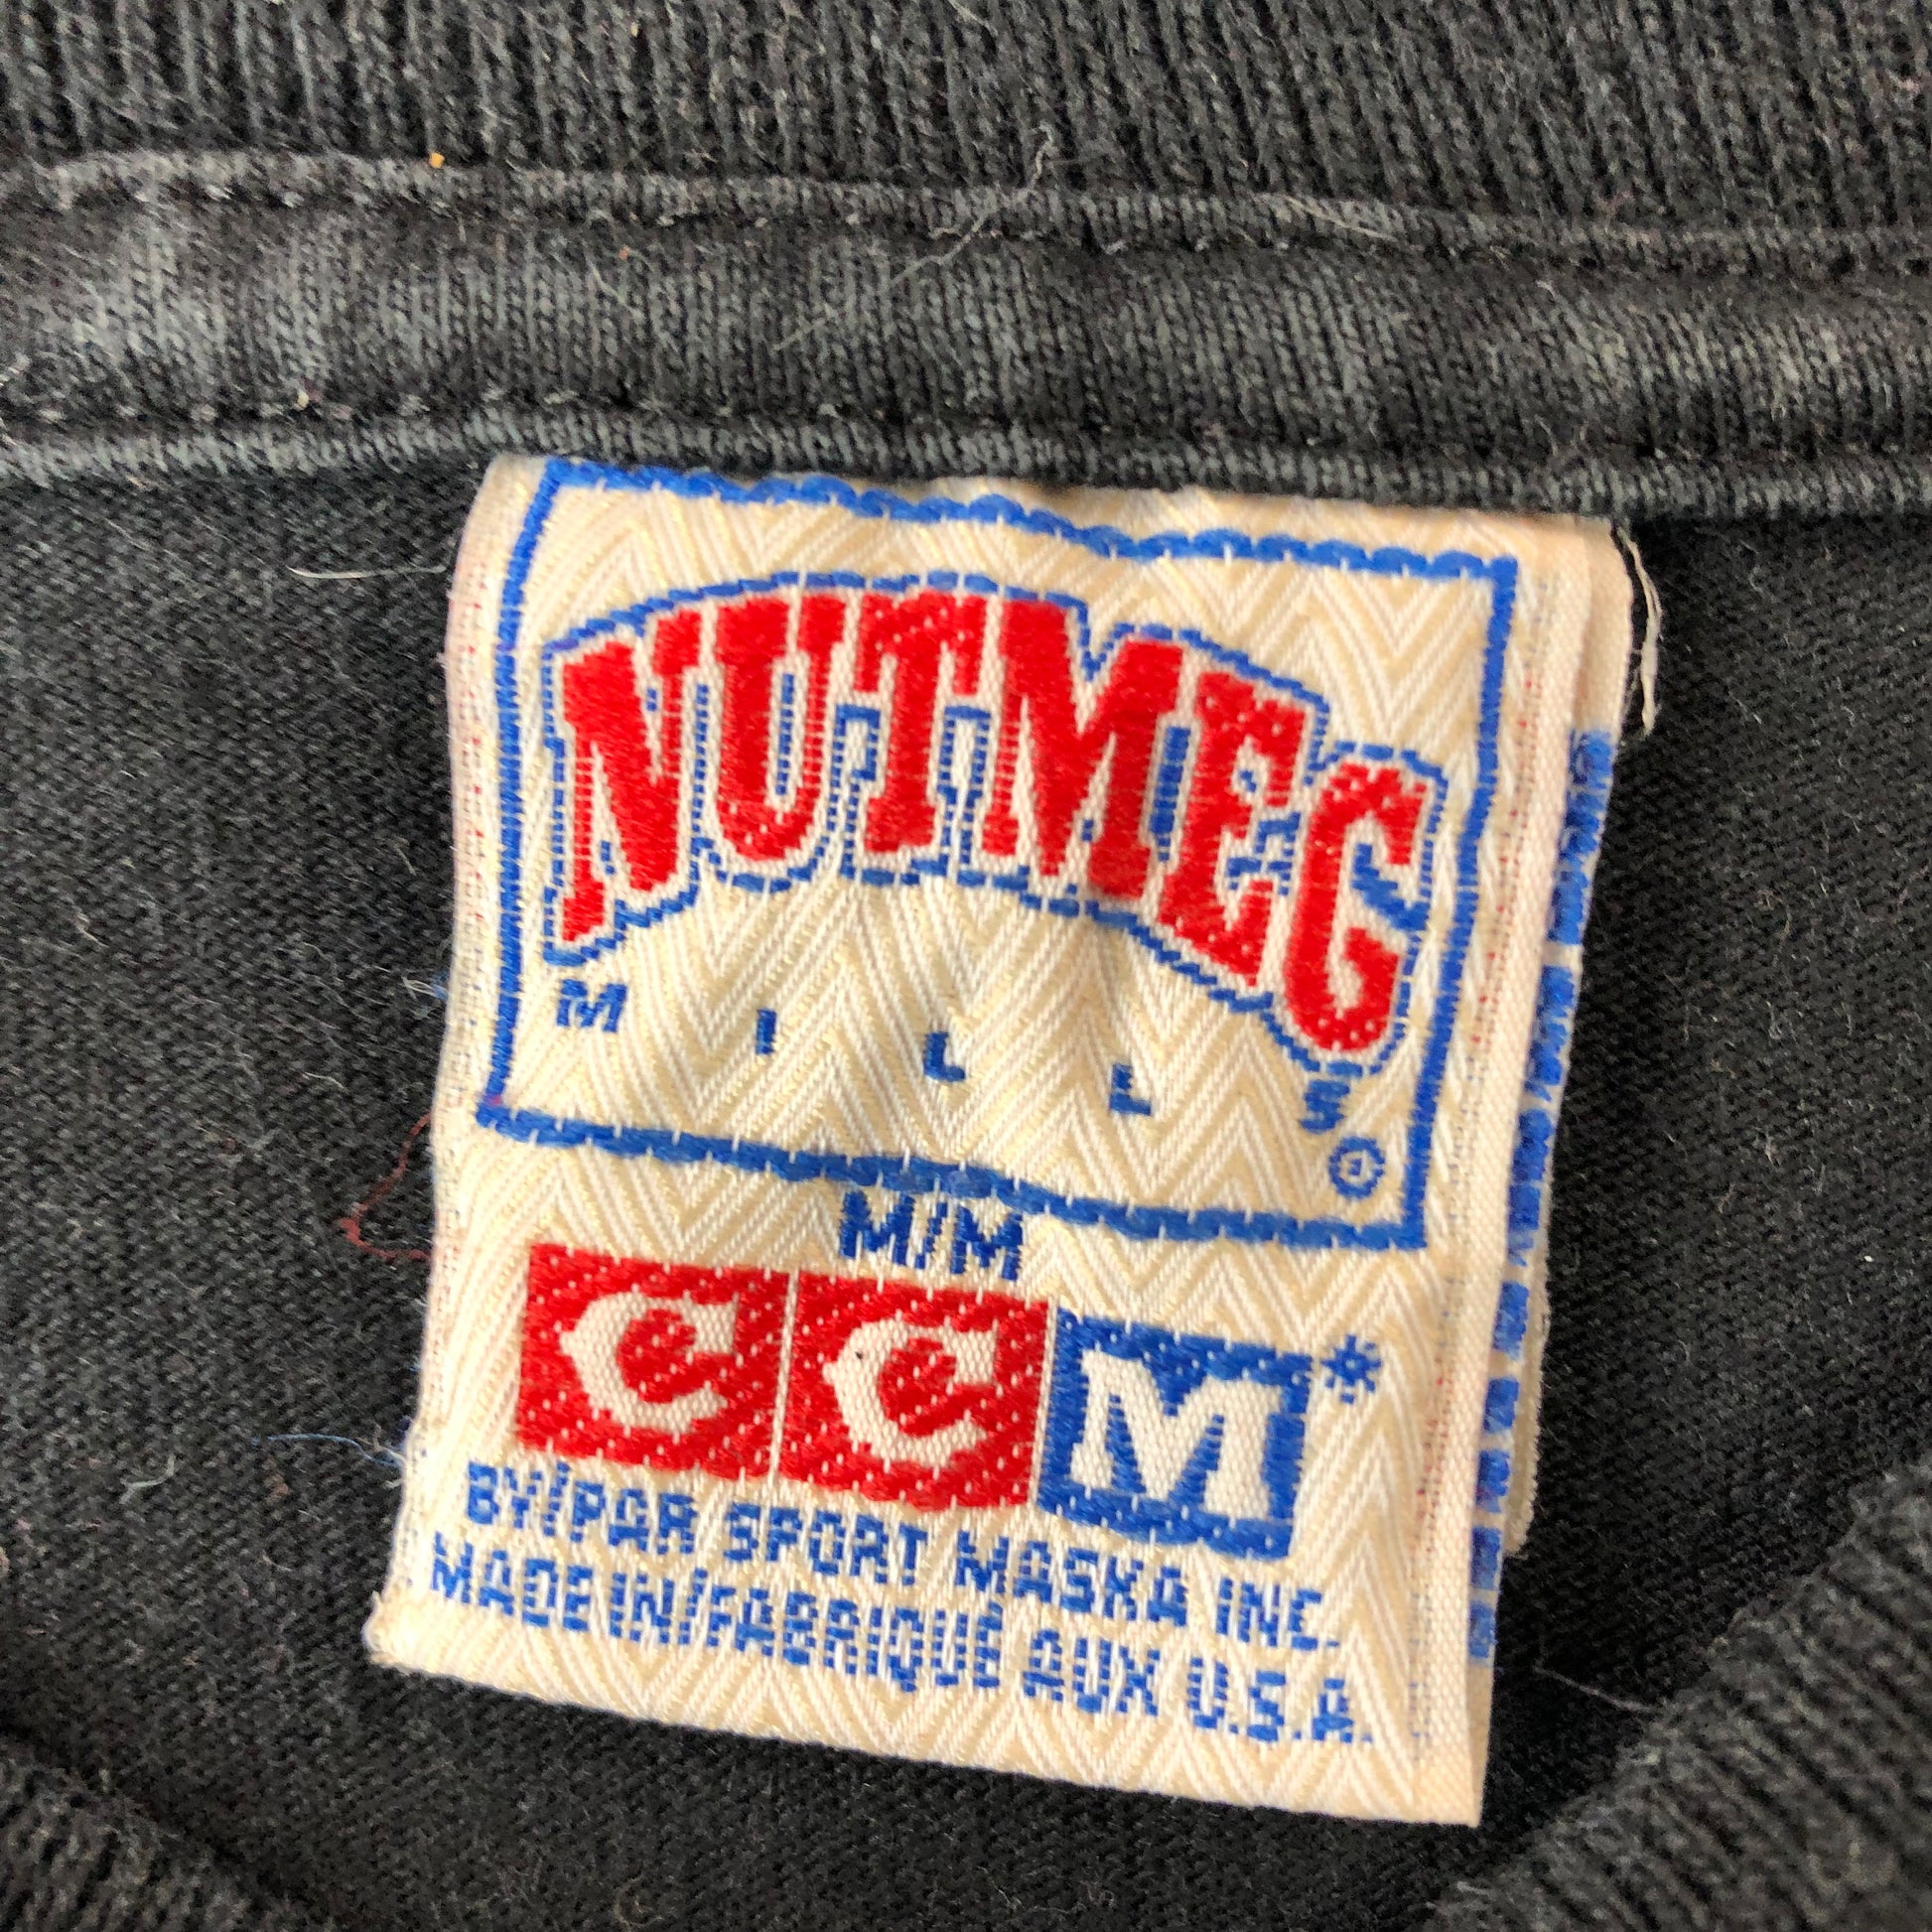 NUTMEG
MILLS
©
M/M
CCM*
BY/PAR SPORT MASKA INC.
MADE IN/FABRIQUÉ AUX U.S.A.